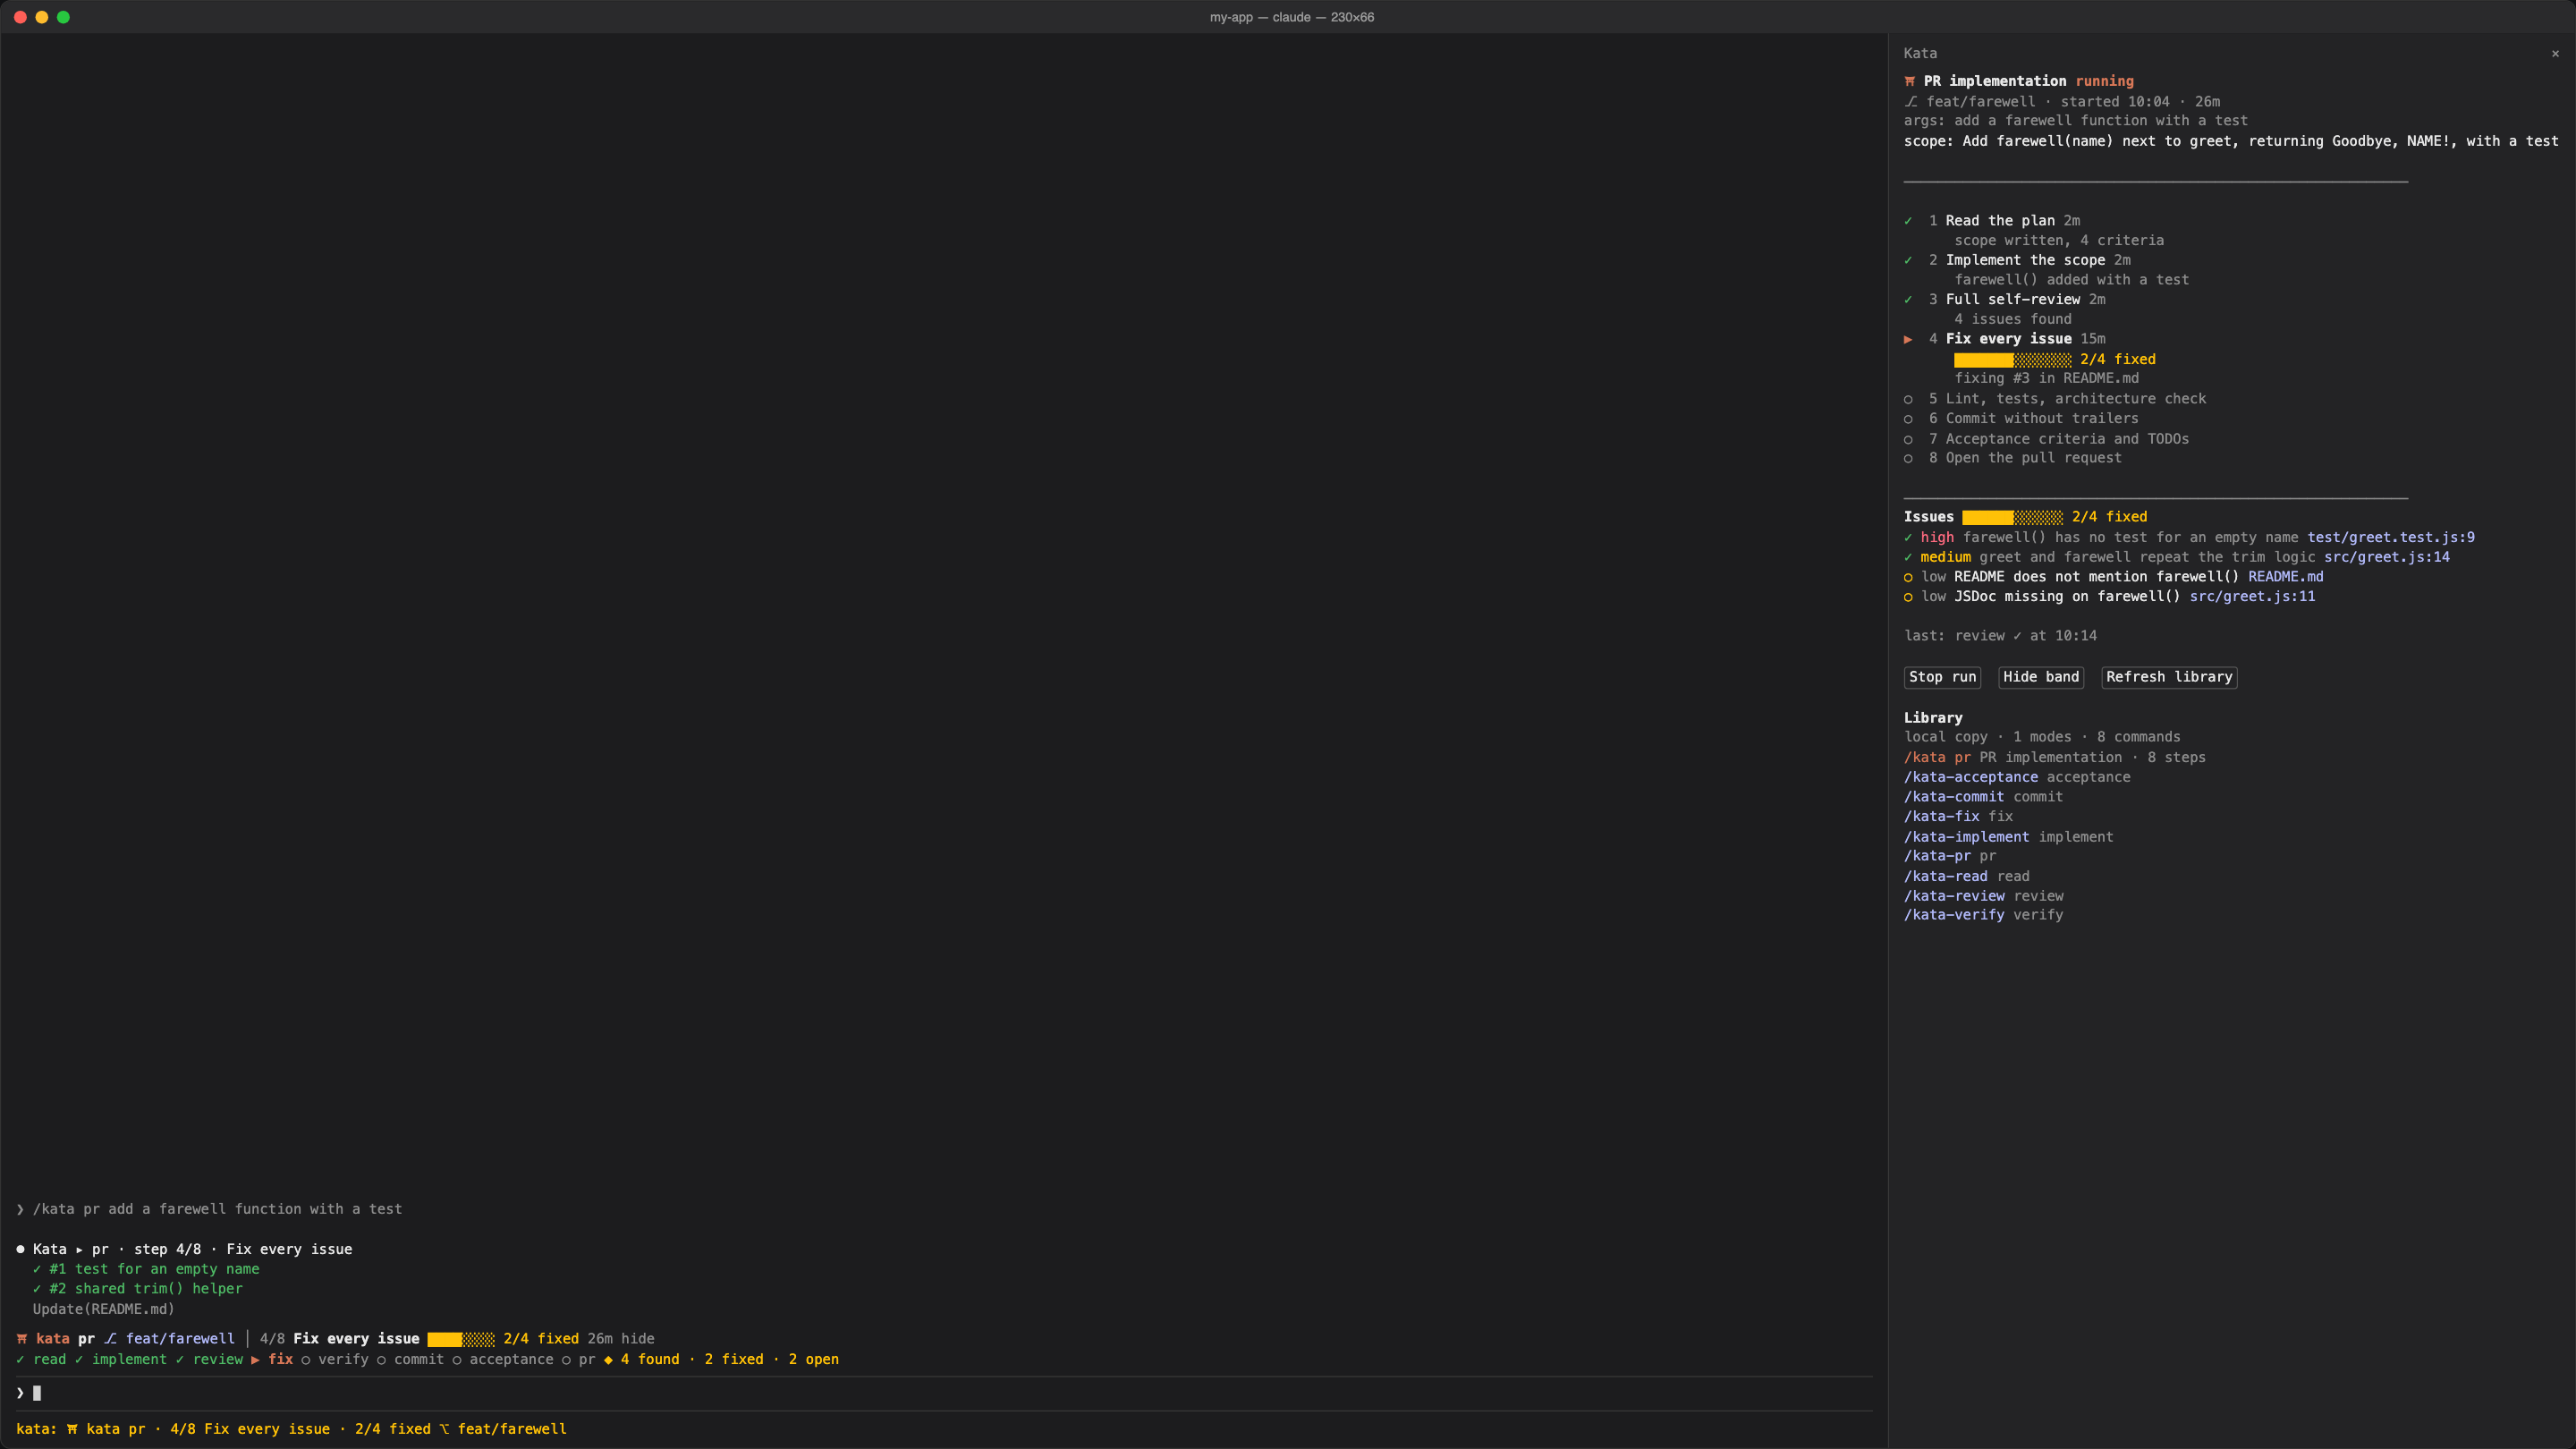 my-app — claude — 230×66
Kata ×
⛩ PR implementation running
⎇ feat/farewell · started 10:04 · 26m
args: add a farewell function with a test
scope: Add farewell(name) next to greet, returning Goodbye, NAME!, with a test
✓ 1 Read the plan 2m
scope written, 4 criteria
✓ 2 Implement the scope 2m
farewell() added with a test
✓ 3 Full self-review 2m
4 issues found
▶ 4 Fix every issue 15m
2/4 fixed
fixing #3 in README.md
○ 5 Lint, tests, architecture check
○ 6 Commit without trailers
○ 7 Acceptance criteria and TODOs
○ 8 Open the pull request
Issues 2/4 fixed
✓ high farewell() has no test for an empty name test/greet.test.js:9
✓ medium greet and farewell repeat the trim logic src/greet.js:14
○ low README does not mention farewell() README.md
○ low JSDoc missing on farewell() src/greet.js:11
last: review ✓ at 10:14
Stop run Hide band Refresh library
Library
local copy · 1 modes · 8 commands
/kata pr PR implementation · 8 steps
/kata-acceptance acceptance
/kata-commit commit
/kata-fix fix
/kata-implement implement
/kata-pr pr
/kata-read read
/kata-review review
/kata-verify verify
❯ /kata pr add a farewell function with a test
● Kata ▸ pr · step 4/8 · Fix every issue
✓ #1 test for an empty name
✓ #2 shared trim() helper
Update(README.md)
⛩ kata pr ⎇ feat/farewell │ 4/8 Fix every issue 2/4 fixed 26m hide
✓ read ✓ implement ✓ review ▶ fix ○ verify ○ commit ○ acceptance ○ pr ◆ 4 found · 2 fixed · 2 open
❯
kata: ⛩ kata pr · 4/8 Fix every issue · 2/4 fixed ⌥ feat/farewell